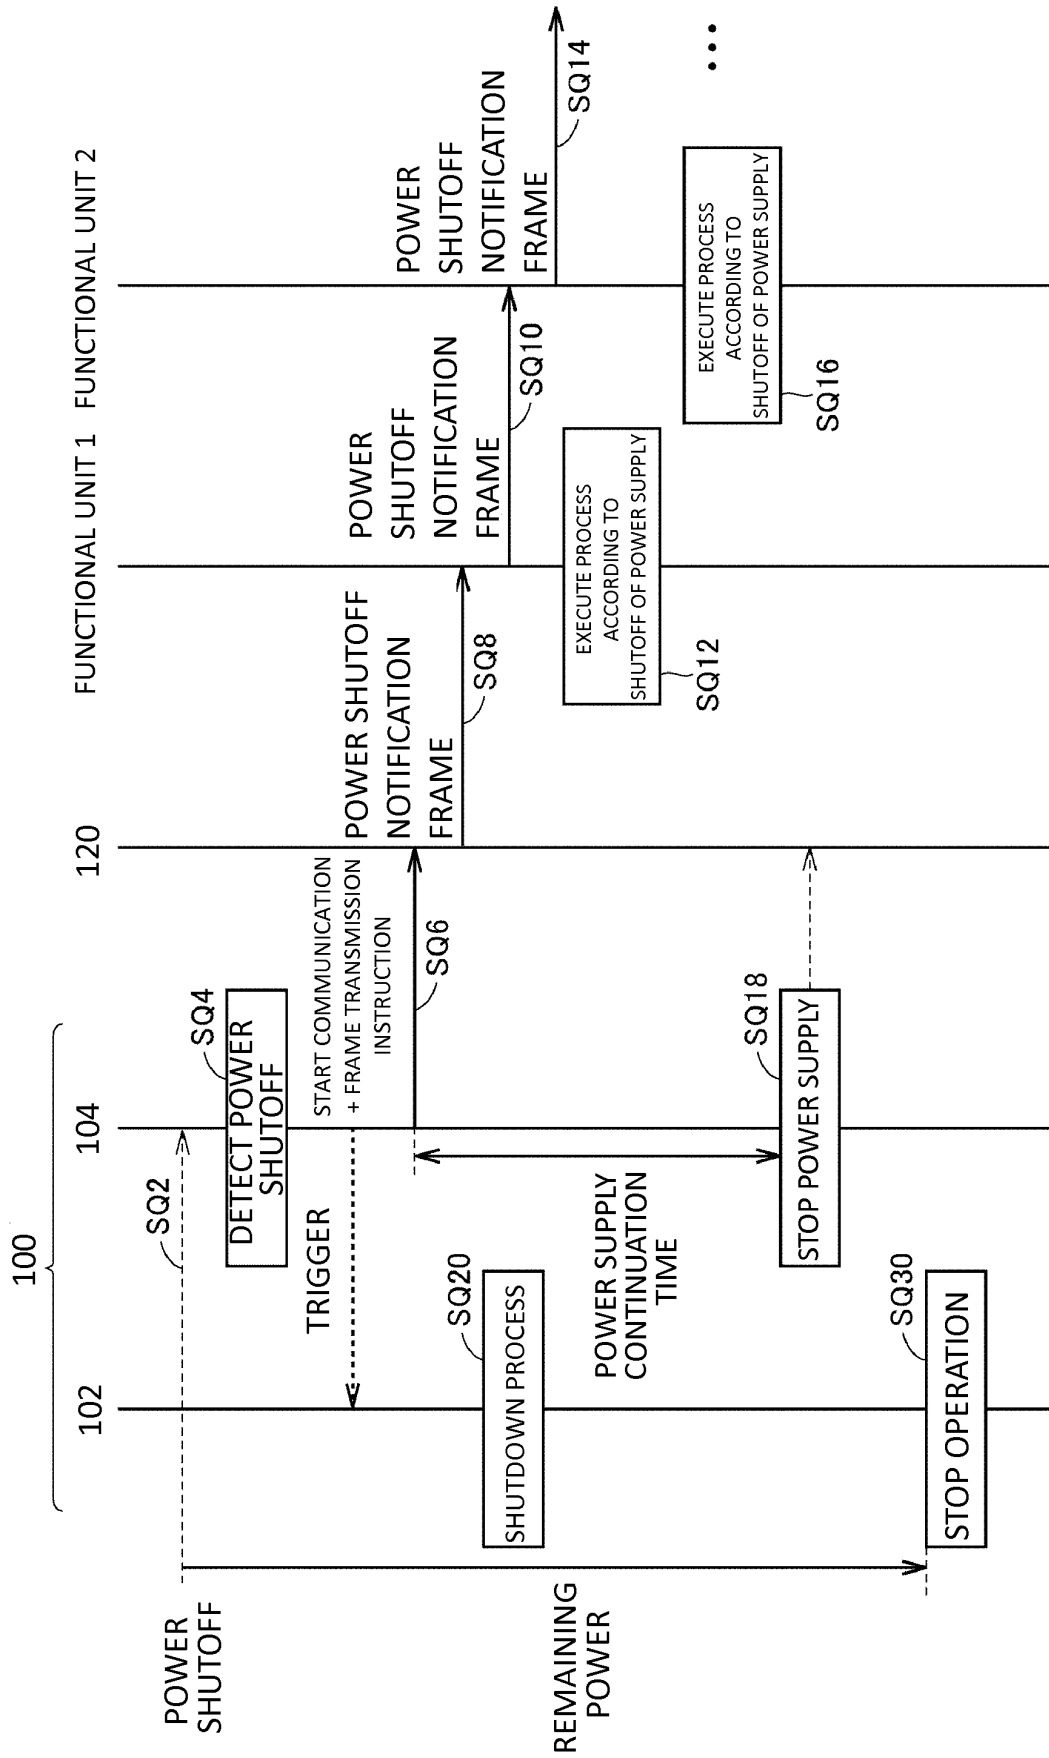 100
102
104
120
FUNCTIONAL UNIT 1
FUNCTIONAL UNIT 2
POWER
SHUTOFF
SQ2
SQ4
DETECT POWER
SHUTOFF
TRIGGER
START COMMUNICATION
+ FRAME TRANSMISSION
INSTRUCTION
SQ6
POWER SHUTOFF
NOTIFICATION
FRAME
SQ8
POWER
SHUTOFF
NOTIFICATION
FRAME
SQ10
POWER
SHUTOFF
NOTIFICATION
FRAME
SQ14
SQ20
SHUTDOWN PROCESS
EXECUTE PROCESS
ACCORDING TO
SHUTOFF OF POWER SUPPLY
SQ12
EXECUTE PROCESS
ACCORDING TO
SHUTOFF OF POWER SUPPLY
SQ16
...
REMAINING
POWER
POWER SUPPLY
CONTINUATION
TIME
SQ18
STOP POWER SUPPLY
SQ30
STOP OPERATION